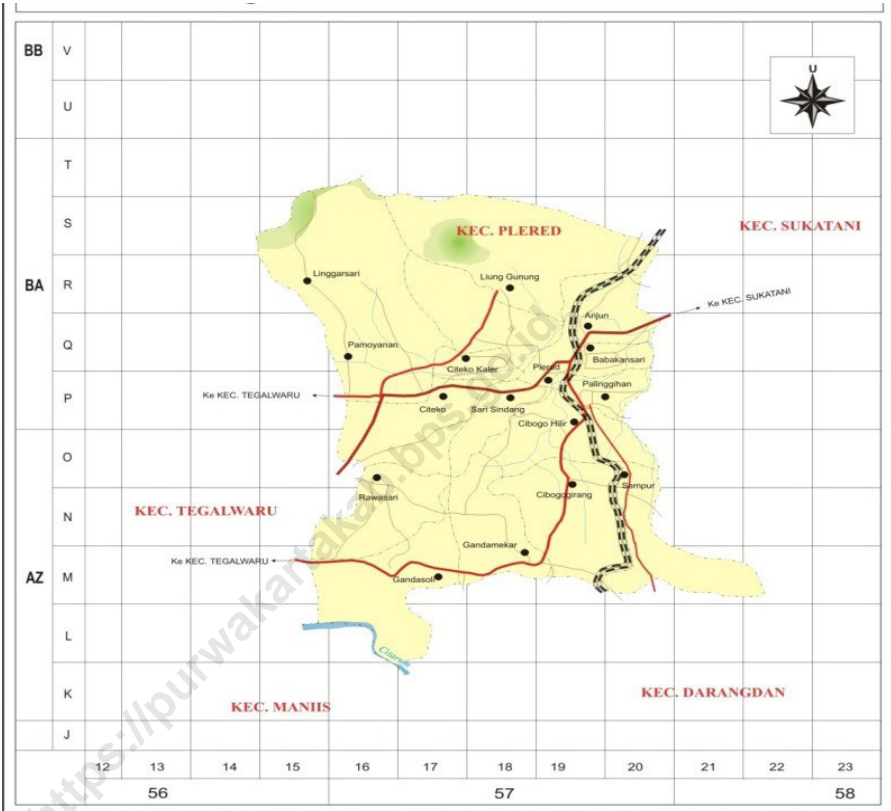 BB
V
U
U
T
S
KEC. PLERED
KEC. SUKATANI
BA
R
Linggarsari
Liung Gunung
Ke KEC. SUKATANI
Anjun
Q
Pamoyanan
Citeko Kaler
Babakansari
Plered
Palinggihan
P
Ke KEC. TEGALWARU
Citeko
Sari Sindang
Cibogo Hilir
O
Rawasari
Cibogogirang
Sempur
N
KEC. TEGALWARU
Gandamekar
Ke KEC. TEGALWARU
AZ
M
Gandasoli
L
Citarum
K
KEC. MANIIS
KEC. DARANGDAN
J
12 13 14 15 16 17 18 19 20 21 22 23
56 57 58
https://purwakartakab.bps.go.id